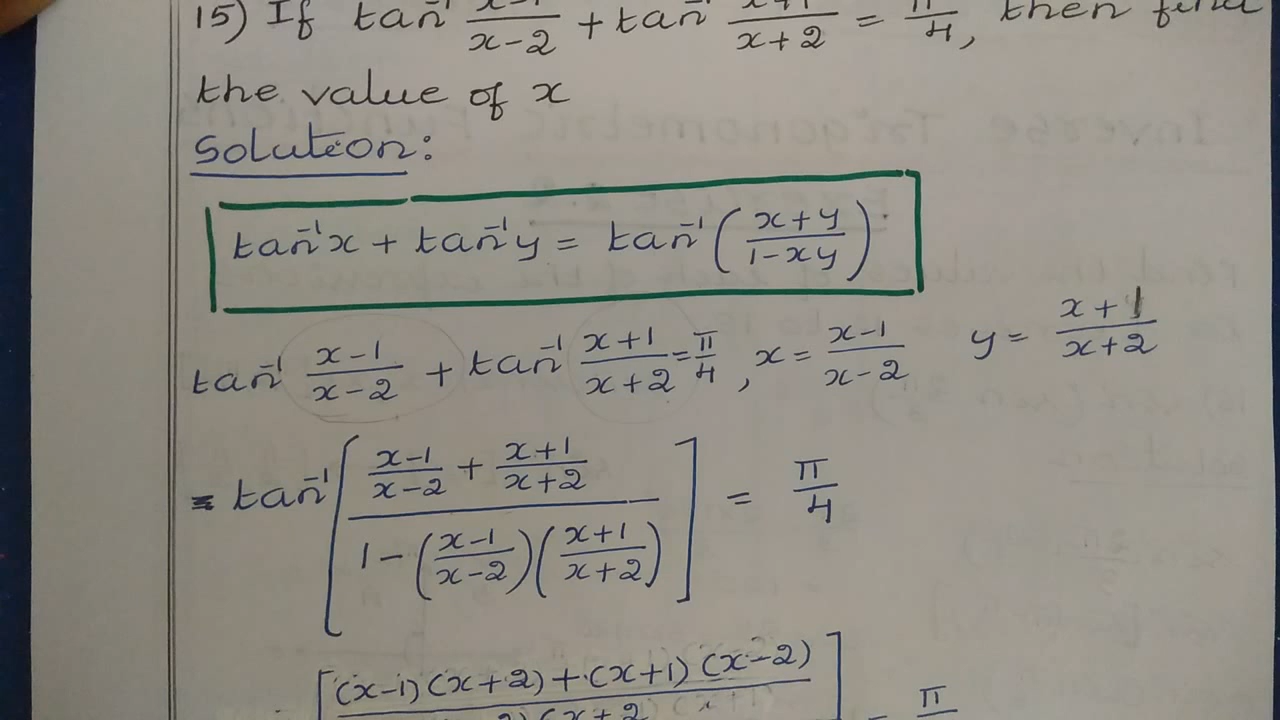 15) If tan⁻¹ x-1/x-2 + tan⁻¹ x+1/x+2 = π/4, then find
the value of x
Solution:
tan⁻¹x + tan⁻¹y = tan⁻¹(x+y/1-xy)
tan⁻¹ x-1/x-2 + tan⁻¹ x+1/x+2 = π/4, x = x-1/x-2 y = x+1/x+2
= tan⁻¹[x-1/x-2 + x+1/x+2 / 1-(x-1/x-2)(x+1/x+2)] = π/4
[(x-1)(x+2)+(x+1)(x-2)] = π